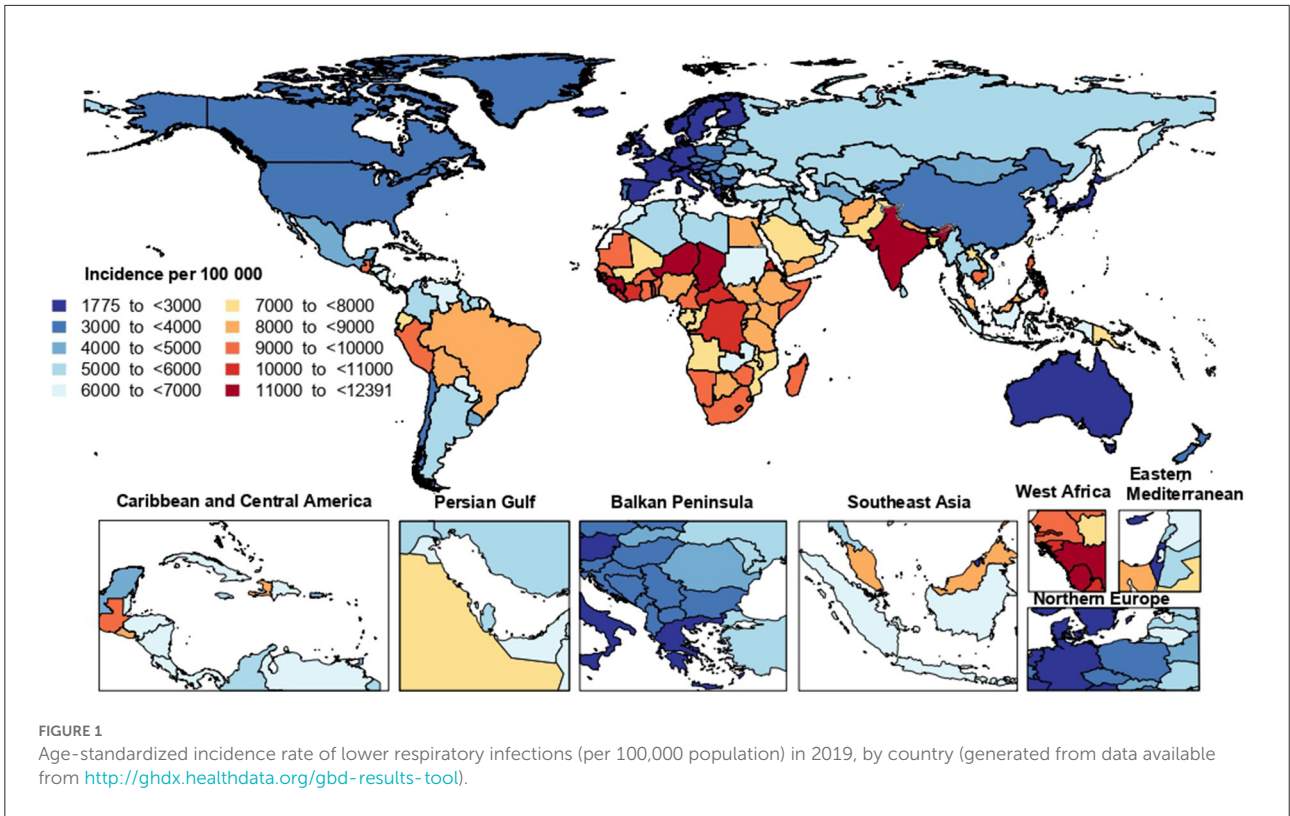 Incidence per 100 000
1775 to <3000
3000 to <4000
4000 to <5000
5000 to <6000
6000 to <7000
7000 to <8000
8000 to <9000
9000 to <10000
10000 to <11000
11000 to <12391
Caribbean and Central America
Persian Gulf
Balkan Peninsula
Southeast Asia
West Africa
Eastern
Mediterranean
Northern Europe
FIGURE 1
Age-standardized incidence rate of lower respiratory infections (per 100,000 population) in 2019, by country (generated from data available
from http://ghdx.healthdata.org/gbd-results-tool).